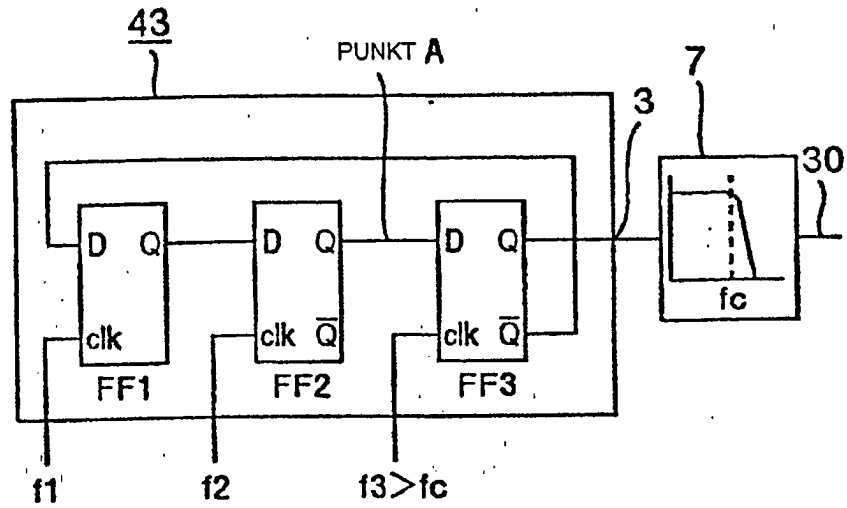 43
PUNKT A
7
3
30
D Q D Q D Q
fc
clk clk Q̅ clk Q̅
FF1 FF2 FF3
f1 f2 f3>fc